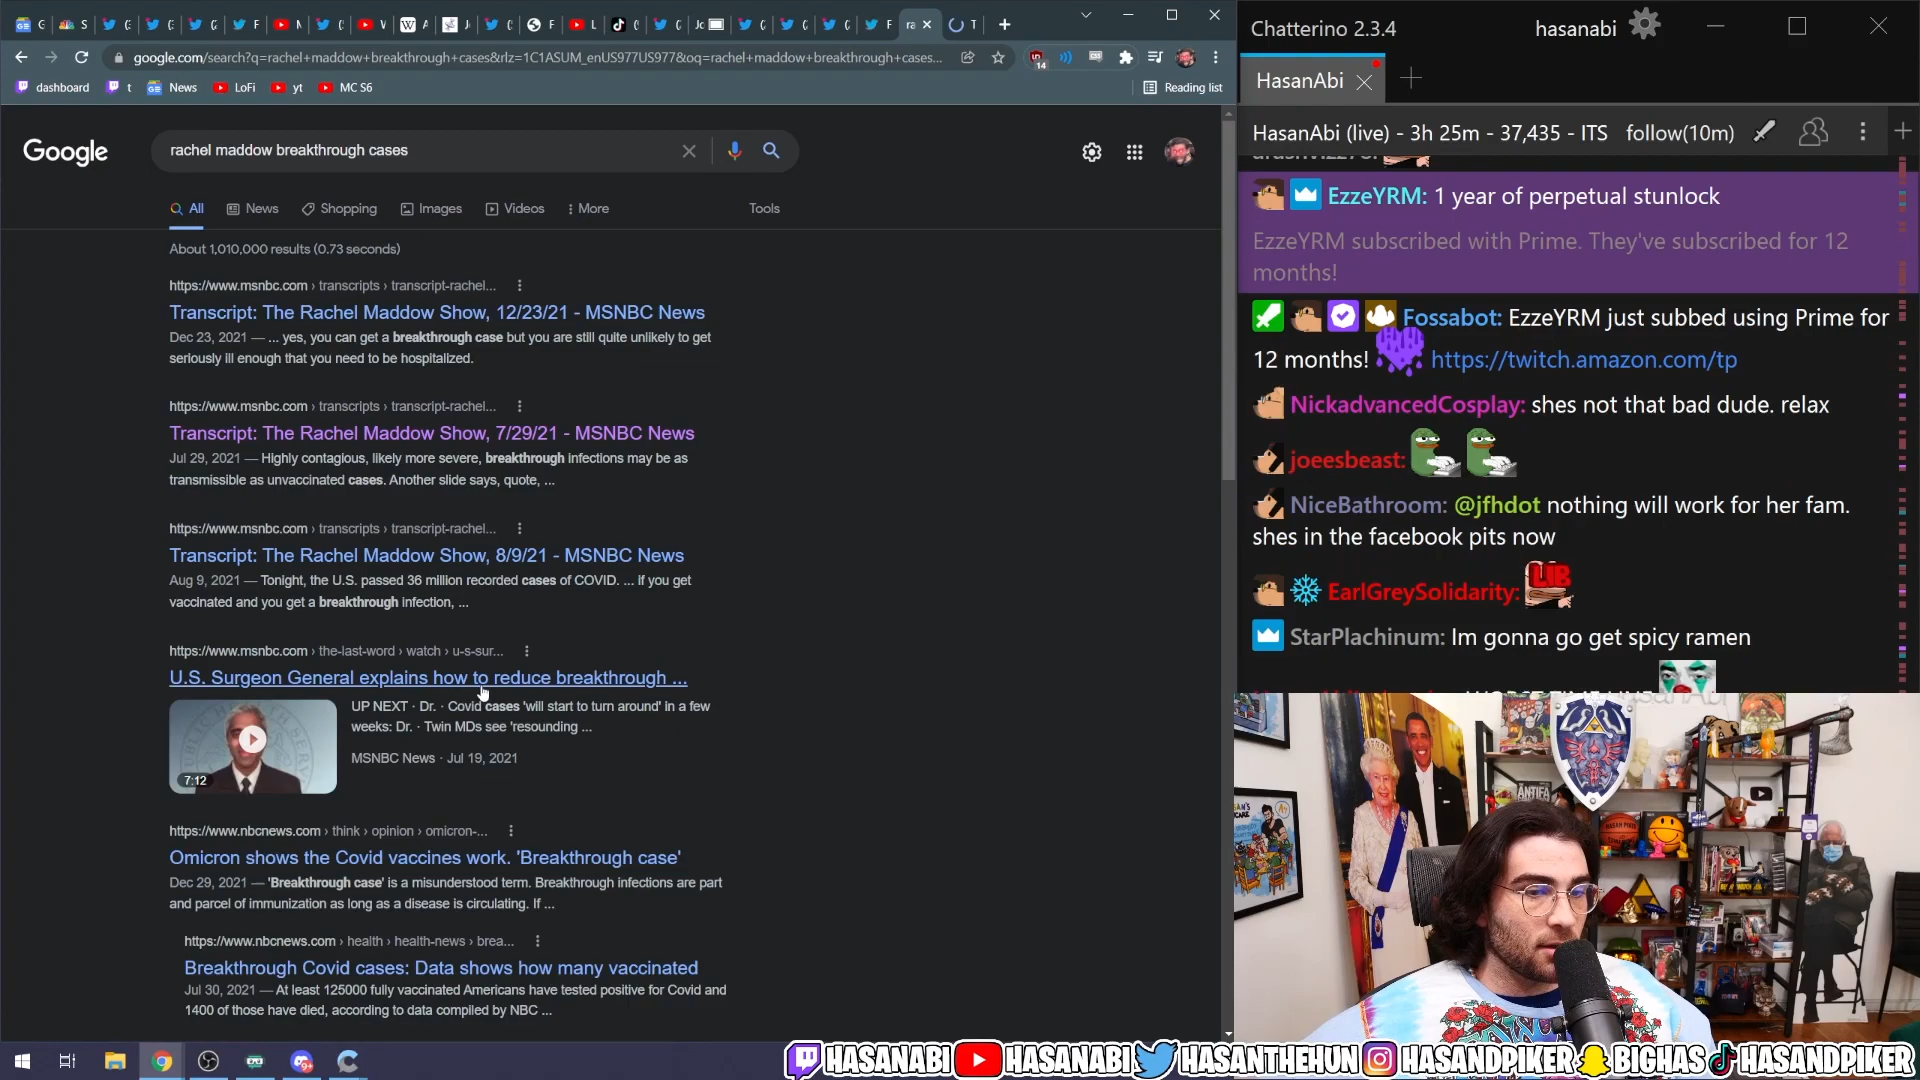 google.com/search?q=rachel+maddow+breakthrough+cases&rlz=1C1ASUM_enUS977US977&oq=rachel+maddow+breakthrough+cases...
dashboard
t
News
LoFi
yt
MC S6
Reading list
Google
rachel maddow breakthrough cases
All
News
Shopping
Images
Videos
More
Tools
About 1,010,000 results (0.73 seconds)
https://www.msnbc.com › transcripts › transcript-rachel...
Transcript: The Rachel Maddow Show, 12/23/21 - MSNBC News
Dec 23, 2021 — ... yes, you can get a breakthrough case but you are still quite unlikely to get
seriously ill enough that you need to be hospitalized.
https://www.msnbc.com › transcripts › transcript-rachel...
Transcript: The Rachel Maddow Show, 7/29/21 - MSNBC News
Jul 29, 2021 — Highly contagious, likely more severe, breakthrough infections may be as
transmissible as unvaccinated cases. Another slide says, quote, ...
https://www.msnbc.com › transcripts › transcript-rachel...
Transcript: The Rachel Maddow Show, 8/9/21 - MSNBC News
Aug 9, 2021 — Tonight, the U.S. passed 36 million recorded cases of COVID. ... if you get
vaccinated and you get a breakthrough infection, ...
https://www.msnbc.com › the-last-word › watch › u-s-sur...
U.S. Surgeon General explains how to reduce breakthrough ...
UP NEXT · Dr. · Covid cases 'will start to turn around' in a few
weeks: Dr. · Twin MDs see 'resounding ...
MSNBC News · Jul 19, 2021
7:12
https://www.nbcnews.com › think › opinion › omicron-...
Omicron shows the Covid vaccines work. 'Breakthrough case'
Dec 29, 2021 — 'Breakthrough case' is a misunderstood term. Breakthrough infections are part
and parcel of immunization as long as a disease is circulating. If ...
https://www.nbcnews.com › health › health-news › brea...
Breakthrough Covid cases: Data shows how many vaccinated
Jul 30, 2021 — At least 125000 fully vaccinated Americans have tested positive for Covid and
1400 of those have died, according to data compiled by NBC ...
Chatterino 2.3.4
hasanabi
HasanAbi
HasanAbi (live) - 3h 25m - 37,435 - ITS
follow(10m)
EzzeYRM: 1 year of perpetual stunlock
EzzeYRM subscribed with Prime. They've subscribed for 12
months!
Fossabot: EzzeYRM just subbed using Prime for
12 months! https://twitch.amazon.com/tp
NickadvancedCosplay: shes not that bad dude. relax
joeesbeast:
NiceBathroom: @jfhdot nothing will work for her fam.
shes in the facebook pits now
EarlGreySolidarity:
LIB
StarPlachinum: Im gonna go get spicy ramen
ANTIFA
HASANABI
HASANABI
HASANTHEHUN
HASANDPIKER
BIGHAS
HASANDPIKER